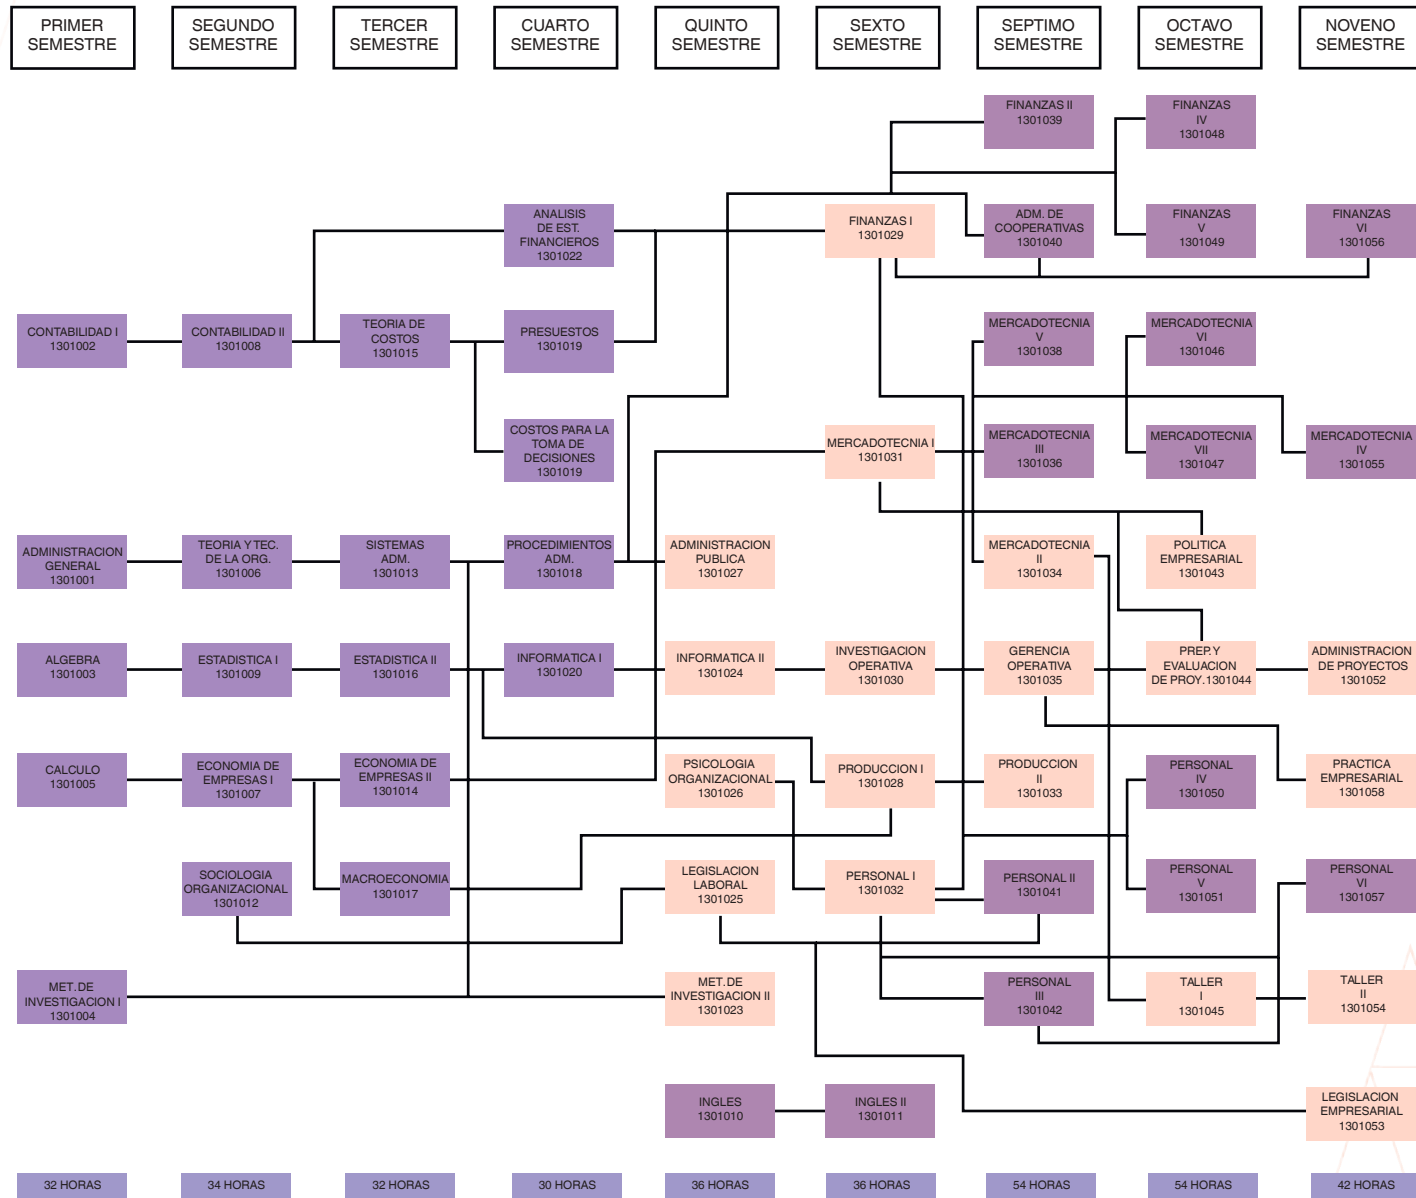 PRIMER
SEMESTRE
SEGUNDO
SEMESTRE
TERCER
SEMESTRE
CUARTO
SEMESTRE
QUINTO
SEMESTRE
SEXTO
SEMESTRE
SEPTIMO
SEMESTRE
OCTAVO
SEMESTRE
NOVENO
SEMESTRE
FINANZAS II
1301039
FINANZAS
IV
1301048
ANALISIS
DE EST.
FINANCIEROS
1301022
FINANZAS I
1301029
ADM. DE
COOPERATIVAS
1301040
FINANZAS
V
1301049
FINANZAS
VI
1301056
CONTABILIDAD I
1301002
CONTABILIDAD II
1301008
TEORIA DE
COSTOS
1301015
PRESUESTOS
1301019
MERCADOTECNIA
V
1301038
MERCADOTECNIA
VI
1301046
COSTOS PARA LA
TOMA DE
DECISIONES
1301019
MERCADOTECNIA I
1301031
MERCADOTECNIA
III
1301036
MERCADOTECNIA
VII
1301047
MERCADOTECNIA
IV
1301055
ADMINISTRACION
GENERAL
1301001
TEORIA Y TEC.
DE LA ORG.
1301006
SISTEMAS
ADM.
1301013
PROCEDIMIENTOS
ADM.
1301018
ADMINISTRACION
PUBLICA
1301027
MERCADOTECNIA
II
1301034
POLITICA
EMPRESARIAL
1301043
ALGEBRA
1301003
ESTADISTICA I
1301009
ESTADISTICA II
1301016
INFORMATICA I
1301020
INFORMATICA II
1301024
INVESTIGACION
OPERATIVA
1301030
GERENCIA
OPERATIVA
1301035
PREP. Y
EVALUACION
DE PROY.1301044
ADMINISTRACION
DE PROYECTOS
1301052
CALCULO
1301005
ECONOMIA DE
EMPRESAS I
1301007
ECONOMIA DE
EMPRESAS II
1301014
PSICOLOGIA
ORGANIZACIONAL
1301026
PRODUCCION I
1301028
PRODUCCION
II
1301033
PERSONAL
IV
1301050
PRACTICA
EMPRESARIAL
1301058
SOCIOLOGIA
ORGANIZACIONAL
1301012
MACROECONOMIA
1301017
LEGISLACION
LABORAL
1301025
PERSONAL I
1301032
PERSONAL II
1301041
PERSONAL
V
1301051
PERSONAL
VI
1301057
MET. DE
INVESTIGACION I
1301004
MET. DE
INVESTIGACION II
1301023
PERSONAL
III
1301042
TALLER
I
1301045
TALLER
II
1301054
INGLES
1301010
INGLES II
1301011
LEGISLACION
EMPRESARIAL
1301053
32 HORAS
34 HORAS
32 HORAS
30 HORAS
36 HORAS
36 HORAS
54 HORAS
54 HORAS
42 HORAS